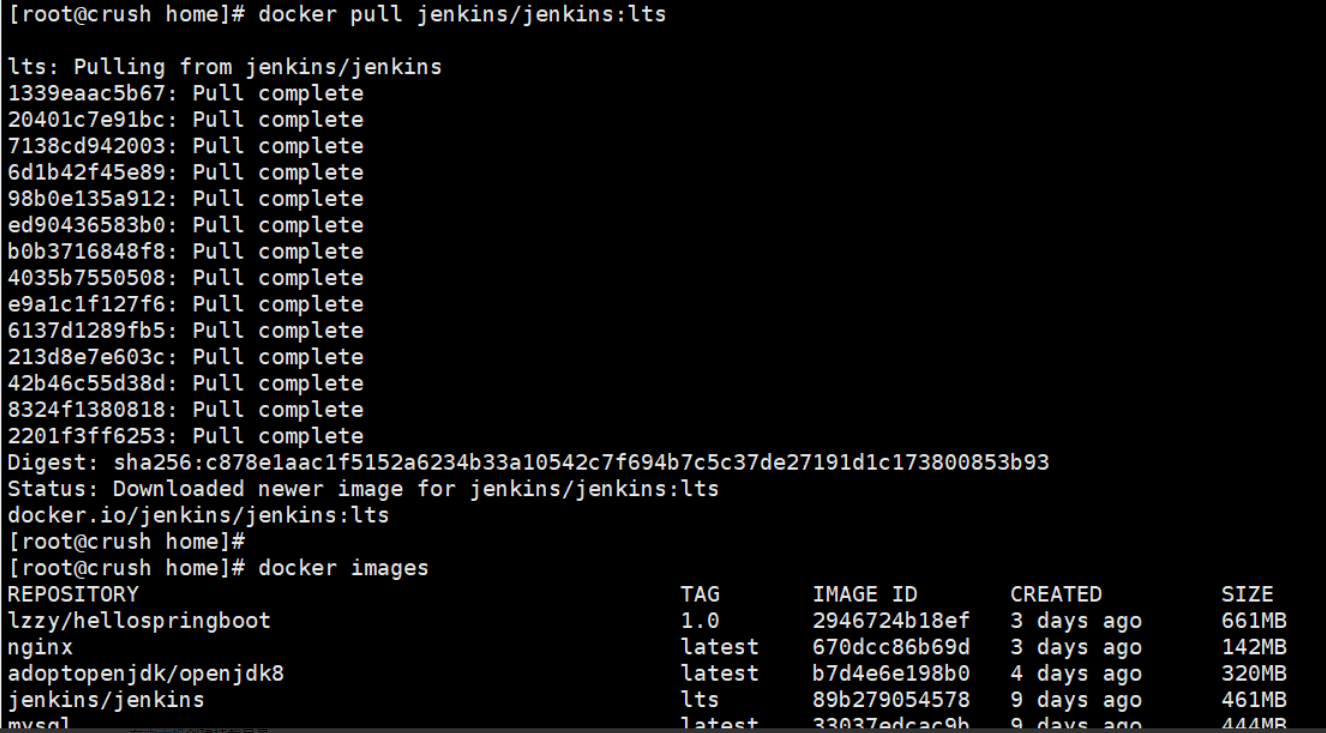 [root@crush home]# docker pull jenkins/jenkins:lts
lts: Pulling from jenkins/jenkins
1339eaac5b67: Pull complete
20401c7e91bc: Pull complete
7138cd942003: Pull complete
6d1b42f45e89: Pull complete
98b0e135a912: Pull complete
ed90436583b0: Pull complete
b0b3716848f8: Pull complete
4035b7550508: Pull complete
e9a1c1f127f6: Pull complete
6137d1289fb5: Pull complete
213d8e7e603c: Pull complete
42b46c55d38d: Pull complete
8324f1380818: Pull complete
2201f3ff6253: Pull complete
Digest: sha256:c878e1aac1f5152a6234b33a10542c7f694b7c5c37de27191d1c173800853b93
Status: Downloaded newer image for jenkins/jenkins:lts
docker.io/jenkins/jenkins:lts
[root@crush home]#
[root@crush home]# docker images
REPOSITORY TAG IMAGE ID CREATED SIZE
lzzy/hellospringboot 1.0 2946724b18ef 3 days ago 661MB
nginx latest 670dcc86b69d 3 days ago 142MB
adoptopenjdk/openjdk8 latest b7d4e6e198b0 4 days ago 320MB
jenkins/jenkins lts 89b279054578 9 days ago 461MB
mysql latest 33037edcac9b 9 days ago 444MB